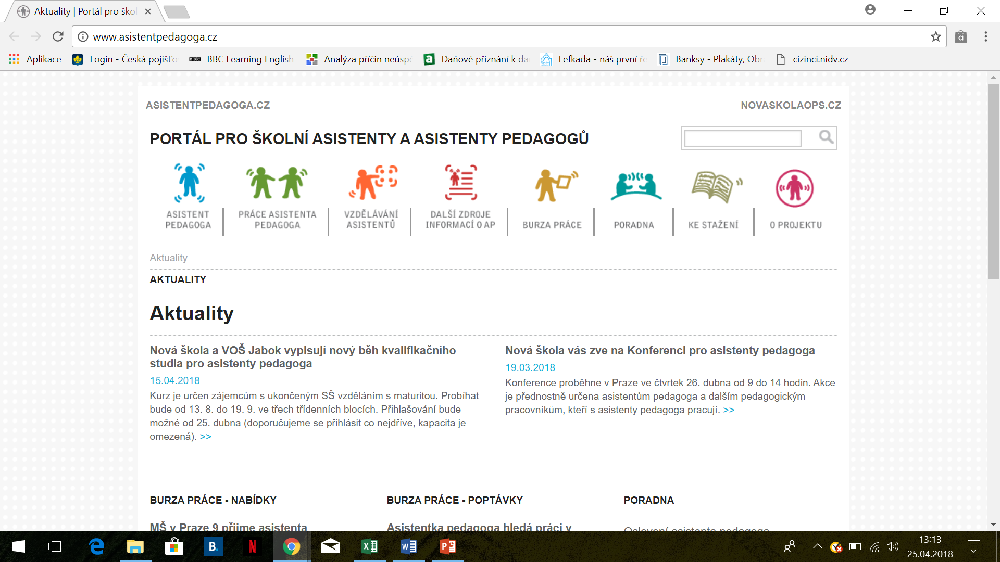 Aktuality | Portál pro ško
www.asistentpedagoga.cz
Aplikace
Login - Česká pojišťo
BBC Learning English
Analýza příčin neúspě
Daňové přiznání k da
Lefkada - náš první ře
Banksy - Plakáty, Obr
cizinci.nidv.cz
ASISTENTPEDAGOGA.CZ
NOVASKOLAOPS.CZ
PORTÁL PRO ŠKOLNÍ ASISTENTY A ASISTENTY PEDAGOGŮ
ASISTENT
PEDAGOGA
PRÁCE ASISTENTA
PEDAGOGA
VZDĚLÁVÁNÍ
ASISTENTŮ
DALŠÍ ZDROJE
INFORMACÍ O AP
BURZA PRÁCE
PORADNA
KE STAŽENÍ
O PROJEKTU
Aktuality
AKTUALITY
Aktuality
Nová škola a VOŠ Jabok vypisují nový běh kvalifikačního
studia pro asistenty pedagoga
15.04.2018
Kurz je určen zájemcům s ukončeným SŠ vzděláním s maturitou. Probíhat
bude od 13. 8. do 19. 9. ve třech třídenních blocích. Přihlašování bude
možné od 25. dubna (doporučujeme se přihlásit co nejdříve, kapacita je
omezená). >>
Nová škola vás zve na Konferenci pro asistenty pedagoga
19.03.2018
Konference proběhne v Praze ve čtvrtek 26. dubna od 9 do 14 hodin. Akce
je přednostně určena asistentům pedagoga a dalším pedagogickým
pracovníkům, kteří s asistenty pedagoga pracují. >>
BURZA PRÁCE - NABÍDKY
MŠ v Praze 9 přijme asistenta
BURZA PRÁCE - POPTÁVKY
Asistentka pedagoga hledá práci v
PORADNA
Oslovení asistenta pedagoga
13:13
25.04.2018